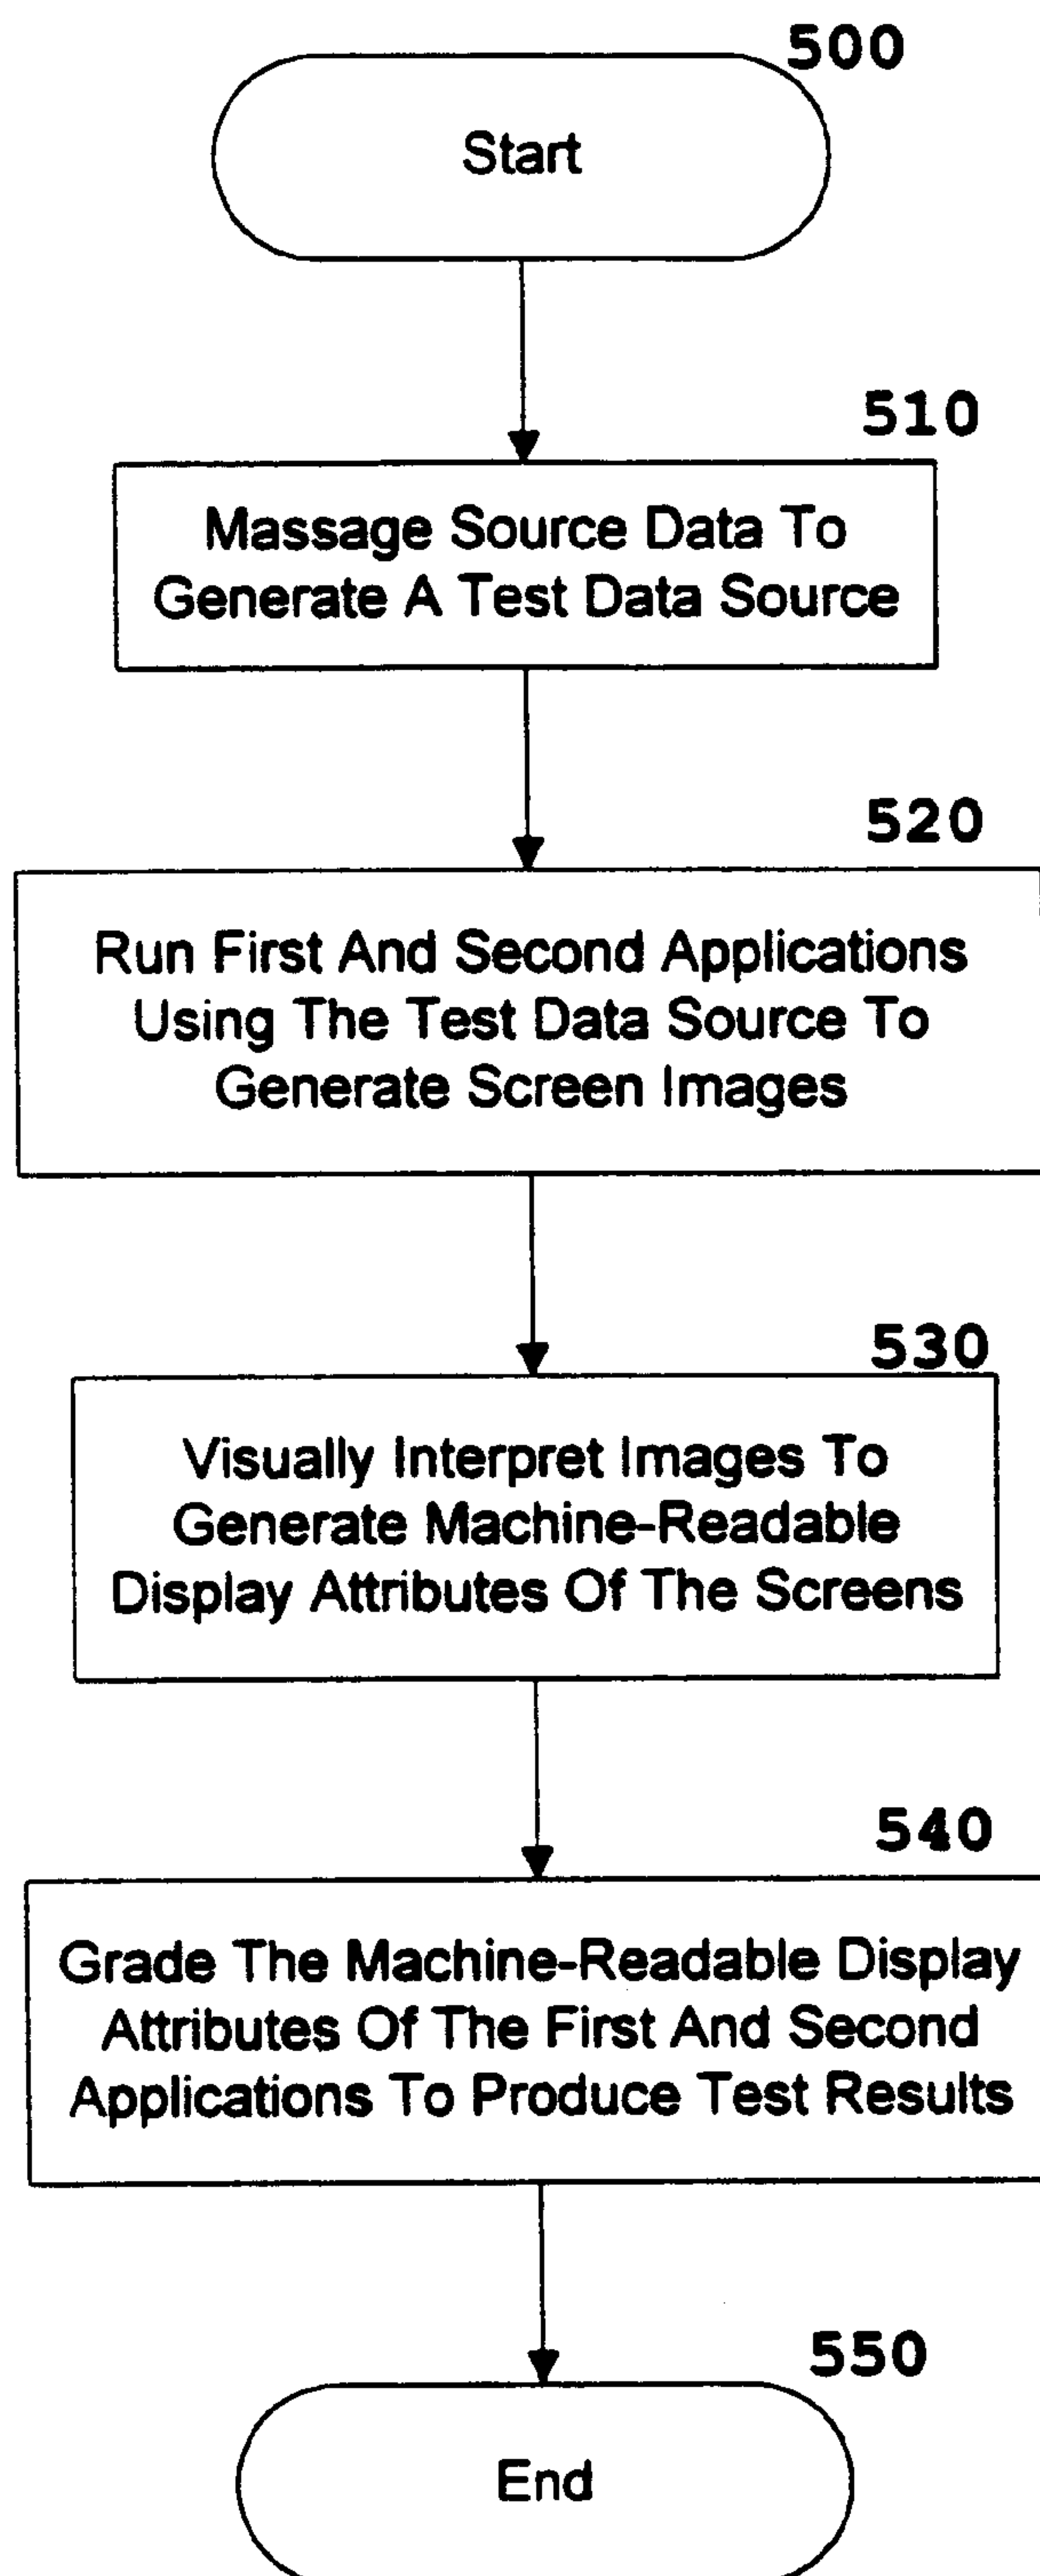 500
Start
510
Massage Source Data To
Generate A Test Data Source
520
Run First And Second Applications
Using The Test Data Source To
Generate Screen Images
530
Visually Interpret Images To
Generate Machine-Readable
Display Attributes Of The Screens
540
Grade The Machine-Readable Display
Attributes Of The First And Second
Applications To Produce Test Results
550
End